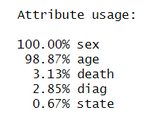 Attribute usage:
100.00% sex
98.87% age
3.13% death
2.85% diag
0.67% state